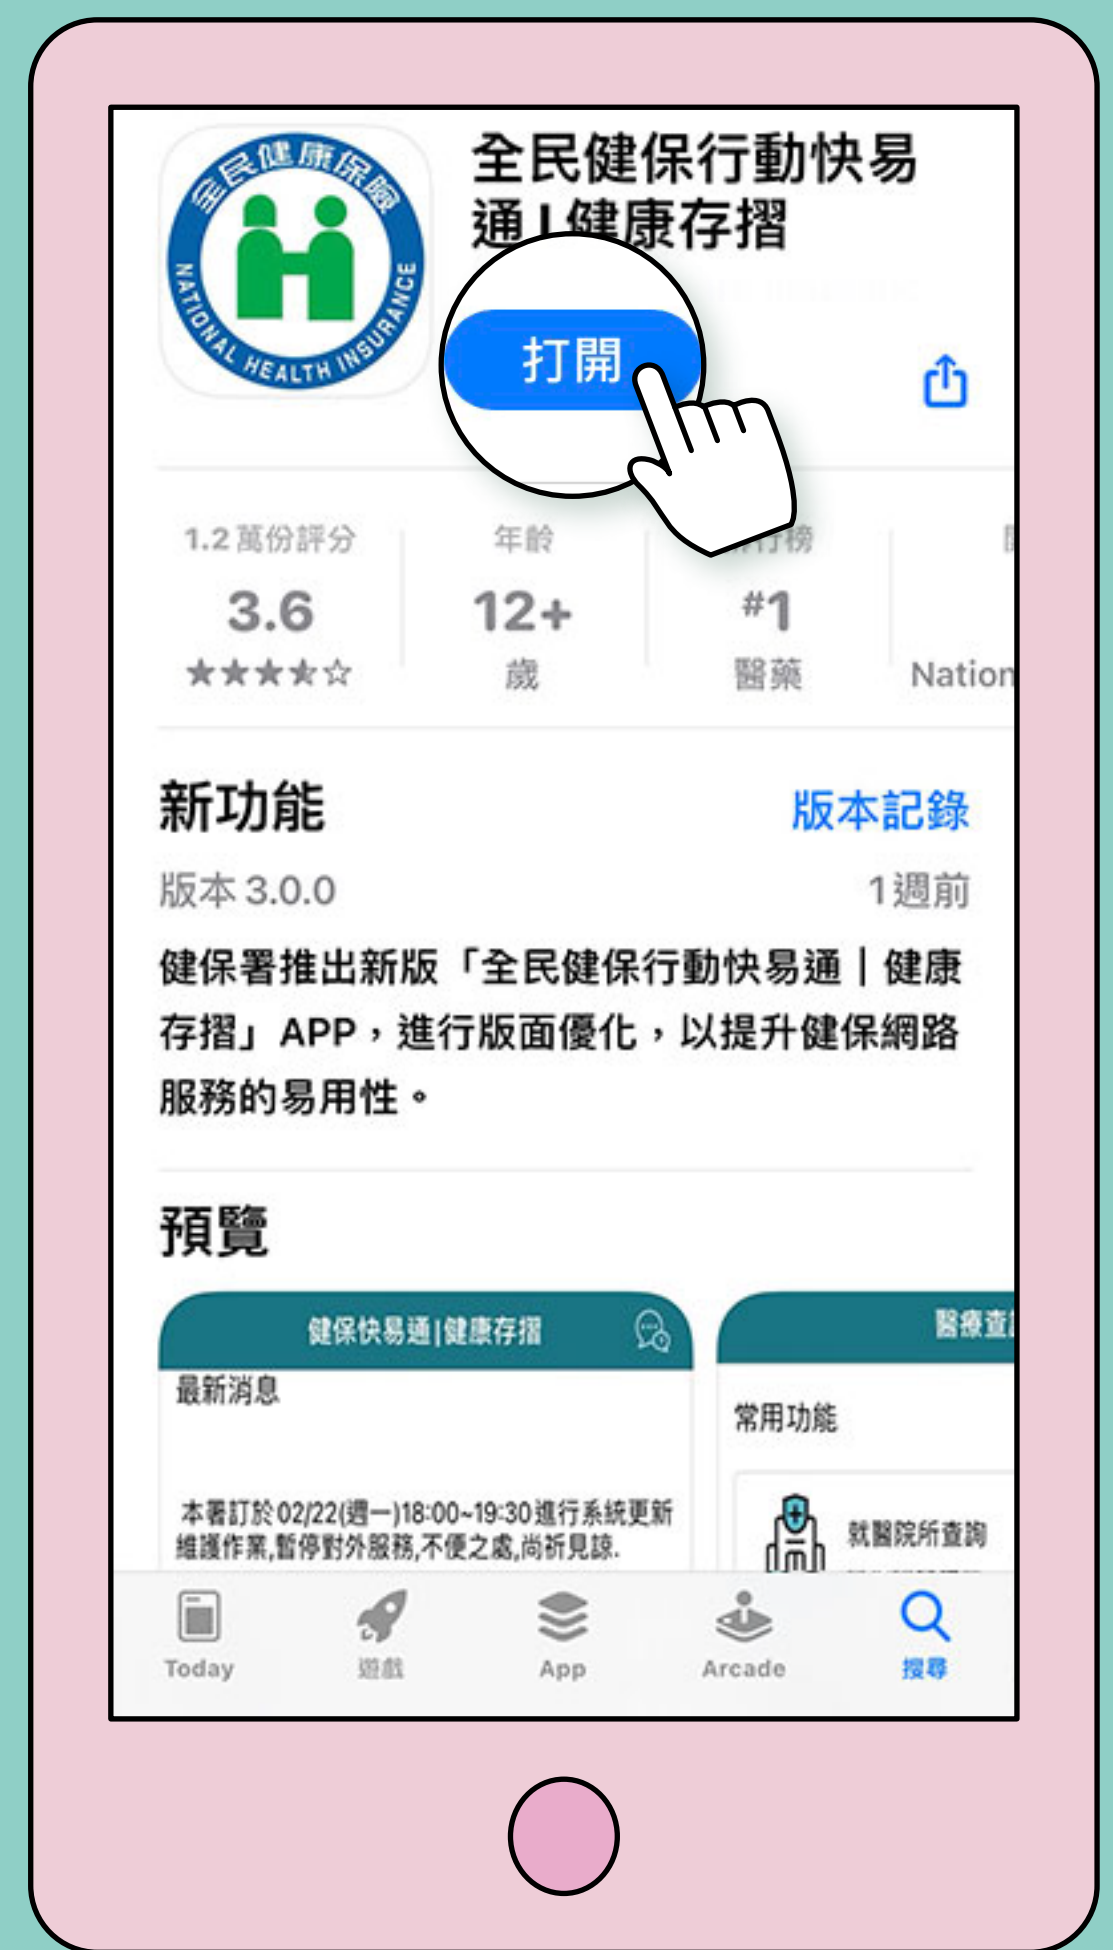 全民健康保險
NATIONAL HEALTH INSURANCE
全民健保行動快易
通|健康存摺
打開
1.2萬份評分
年齡
3.6
12+
#1
★★★★☆
歲
醫藥
Nation
新功能
版本記錄
版本 3.0.0
1週前
健保署推出新版「全民健保行動快易通｜健康
存摺」APP，進行版面優化，以提升健保網路
服務的易用性。
預覽
健保快易通|健康存摺
醫療查
最新消息
常用功能
本署訂於02/22(週一)18:00~19:30進行系統更新
維護作業,暫停對外服務,不便之處,尚祈見諒.
就醫院所查詢
Today
遊戲
App
Arcade
搜尋